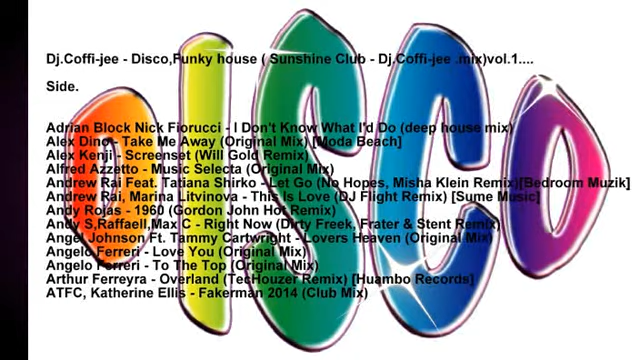 DISCO
Dj.Coffi-jee - Disco,Funky house ( Sunshine Club - Dj.Coffi-jee .mix)vol.1....
Side.
Adrian Block Nick Fiorucci - I Don't Know What I'd Do (deep house mix)
Alex Dino - Take Me Away (Original Mix) [Moda Beach]
Alex Kenji - Screenset (Will Gold Remix)
Alfred Azzetto - Music Selecta (Original Mix)
Andrew Rai Feat. Tatiana Shirko - Let Go (No Hopes, Misha Klein Remix)[Bedroom Muzik]
Andrew Rai, Marina Litvinova - This Is Love (DJ Flight Remix) [Sume Music]
Andy Rojas - 1960 (Gordon John Hot Remix)
Andy S,Raffaell,Max C - Right Now (Dirty Freek, Frater & Stent Remix)
Angel Johnson Ft. Tammy Cartwright - Lovers Heaven (Original Mix)
Angelo Ferreri - Love You (Original Mix)
Angelo Ferreri - To The Top (Original Mix)
Arthur Ferreyra - Overland (TecHouzer Remix) [Huambo Records]
ATFC, Katherine Ellis - Fakerman 2014 (Club Mix)